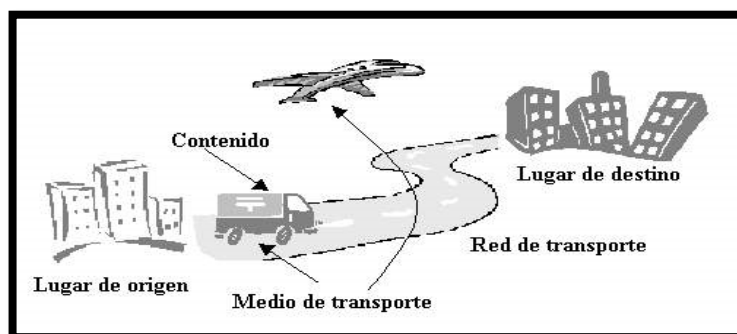 Contenido
Lugar de destino
Red de transporte
Lugar de origen
Medio de transporte